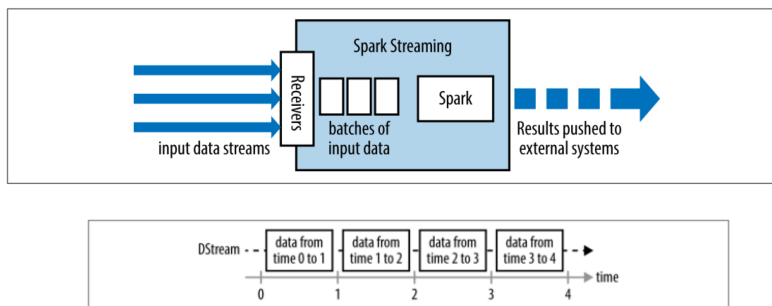 Spark Streaming
Receivers
Spark
input data streams
batches of
input data
Results pushed to
external systems
DStream
data from
time 0 to 1
data from
time 1 to 2
data from
time 2 to 3
data from
time 3 to 4
time
0 1 2 3 4